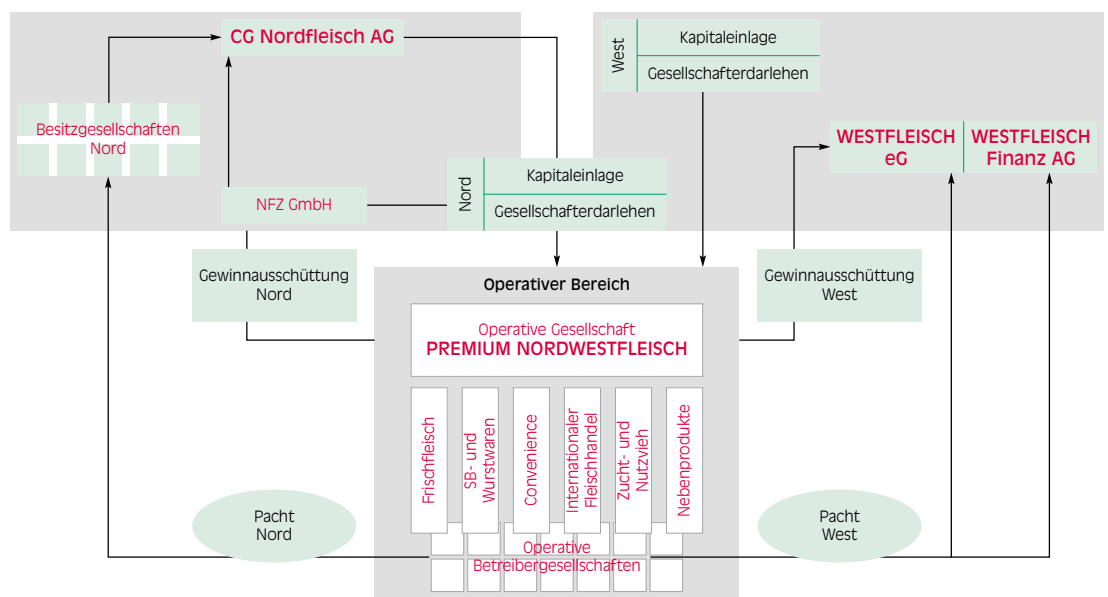 CG Nordfleisch AG
West
Kapitaleinlage
Gesellschafterdarlehen
Besitzgesellschaften
Nord
WESTFLEISCH
eG
WESTFLEISCH
Finanz AG
NFZ GmbH
Nord
Kapitaleinlage
Gesellschafterdarlehen
Gewinnausschüttung
Nord
Operativer Bereich
Gewinnausschüttung
West
Operative Gesellschaft
PREMIUM NORDWESTFLEISCH
Frischfleisch
SB- und
Wurstwaren
Convenience
Internationaler
Fleischhandel
Zucht- und
Nutzvieh
Nebenprodukte
Pacht
Nord
Operative
Betreibergesellschaften
Pacht
West